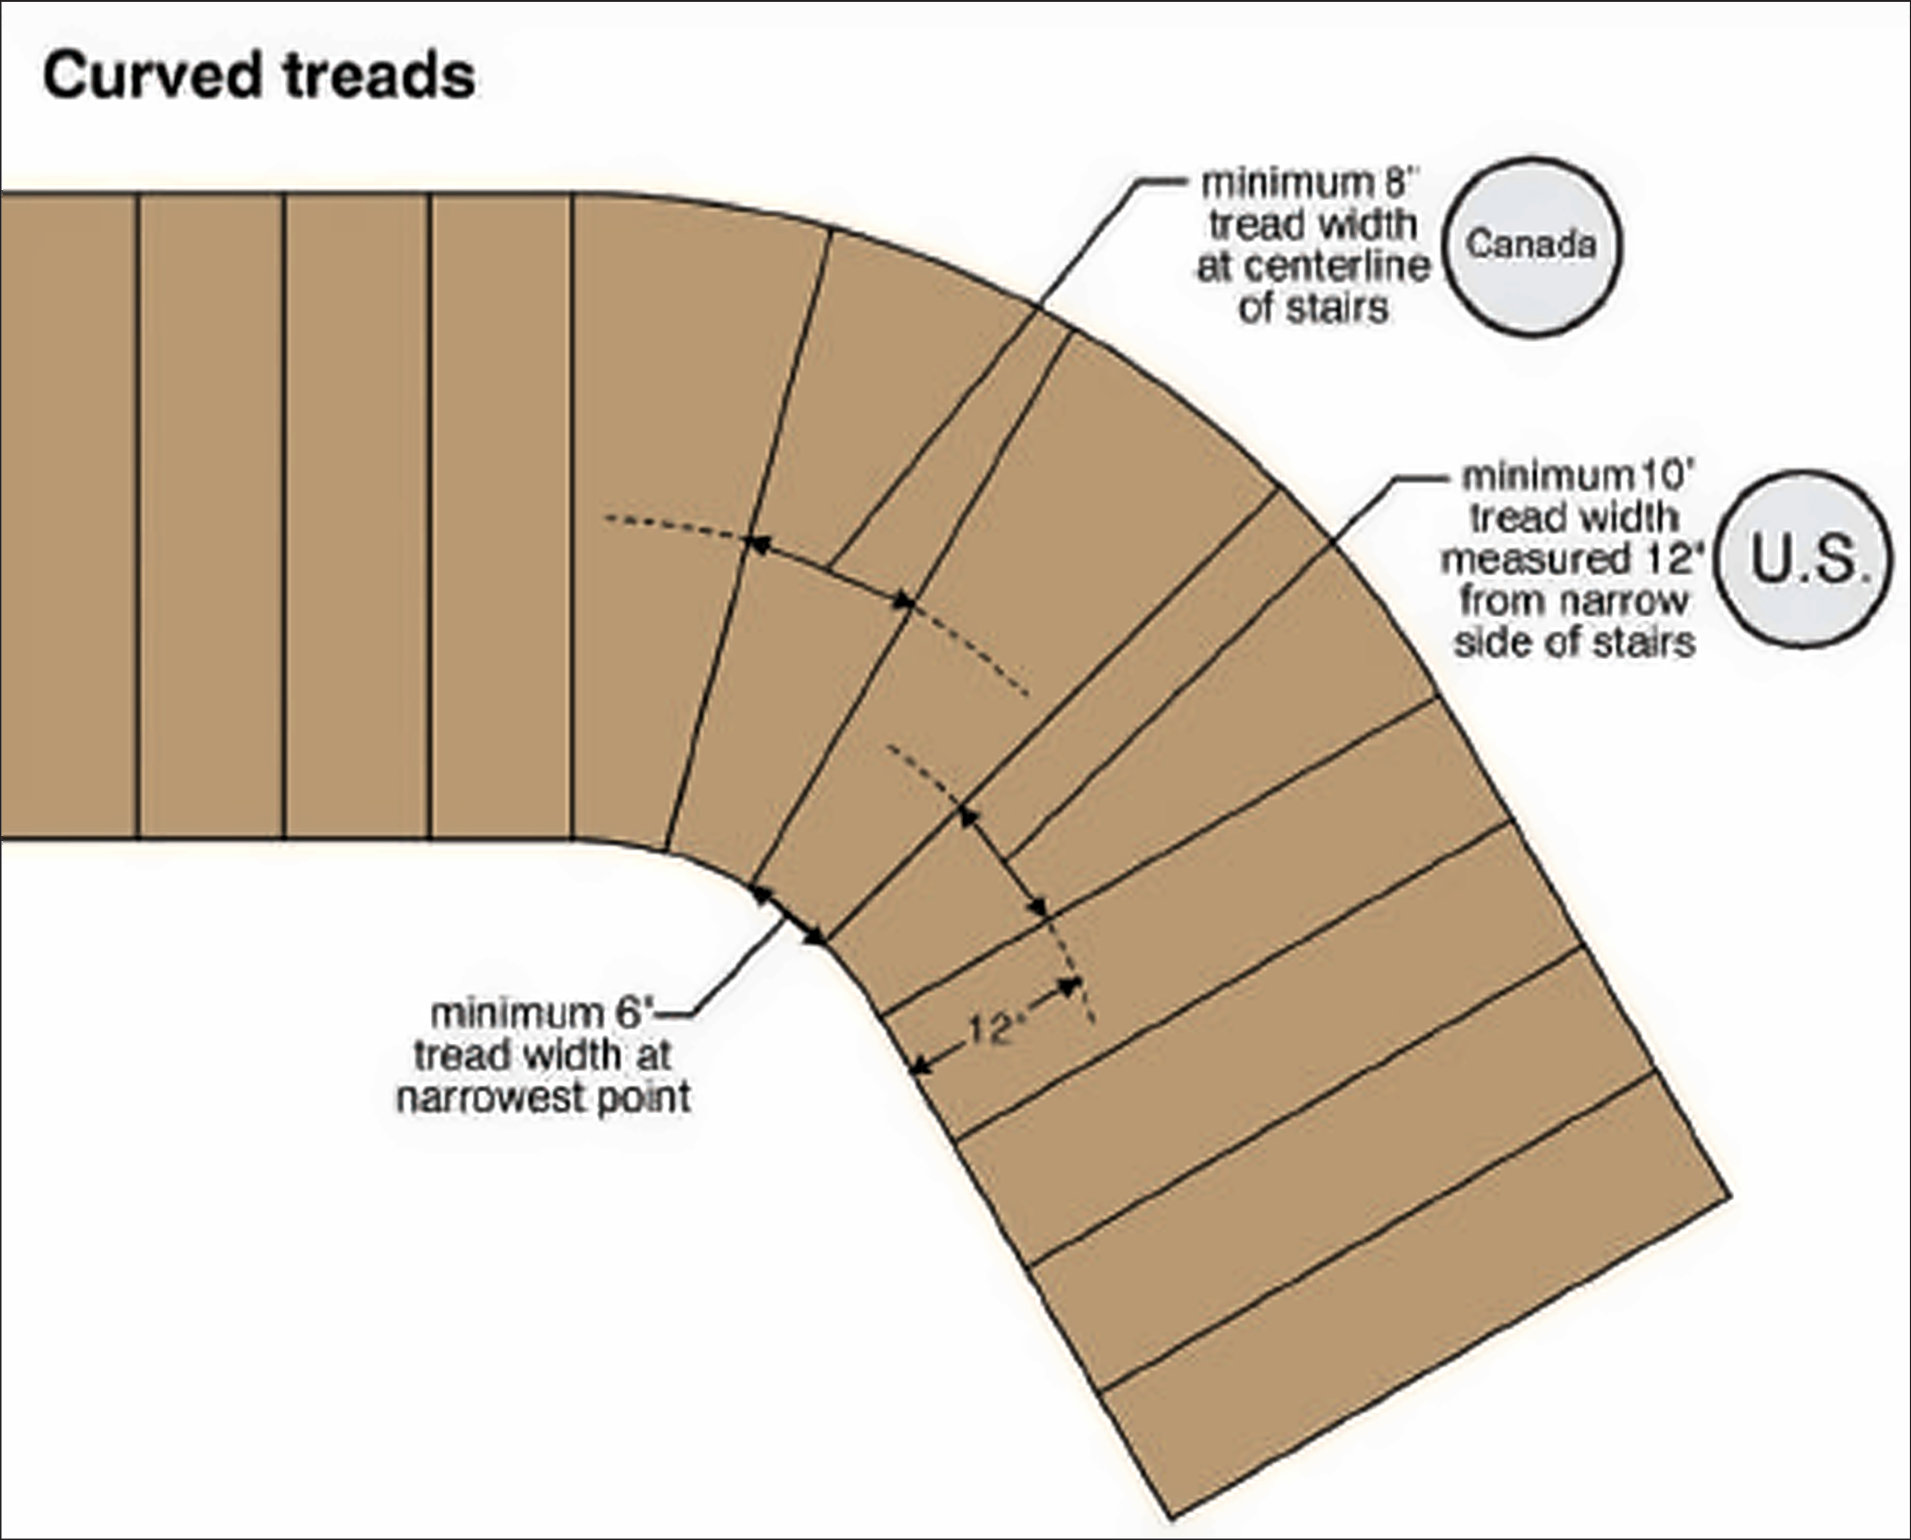 Curved treads
minimum 8"
tread width
at centerline
of stairs
Canada
minimum 10"
tread width
measured 12"
from narrow
side of stairs
U.S.
12"
minimum 6"
tread width at
narrowest point